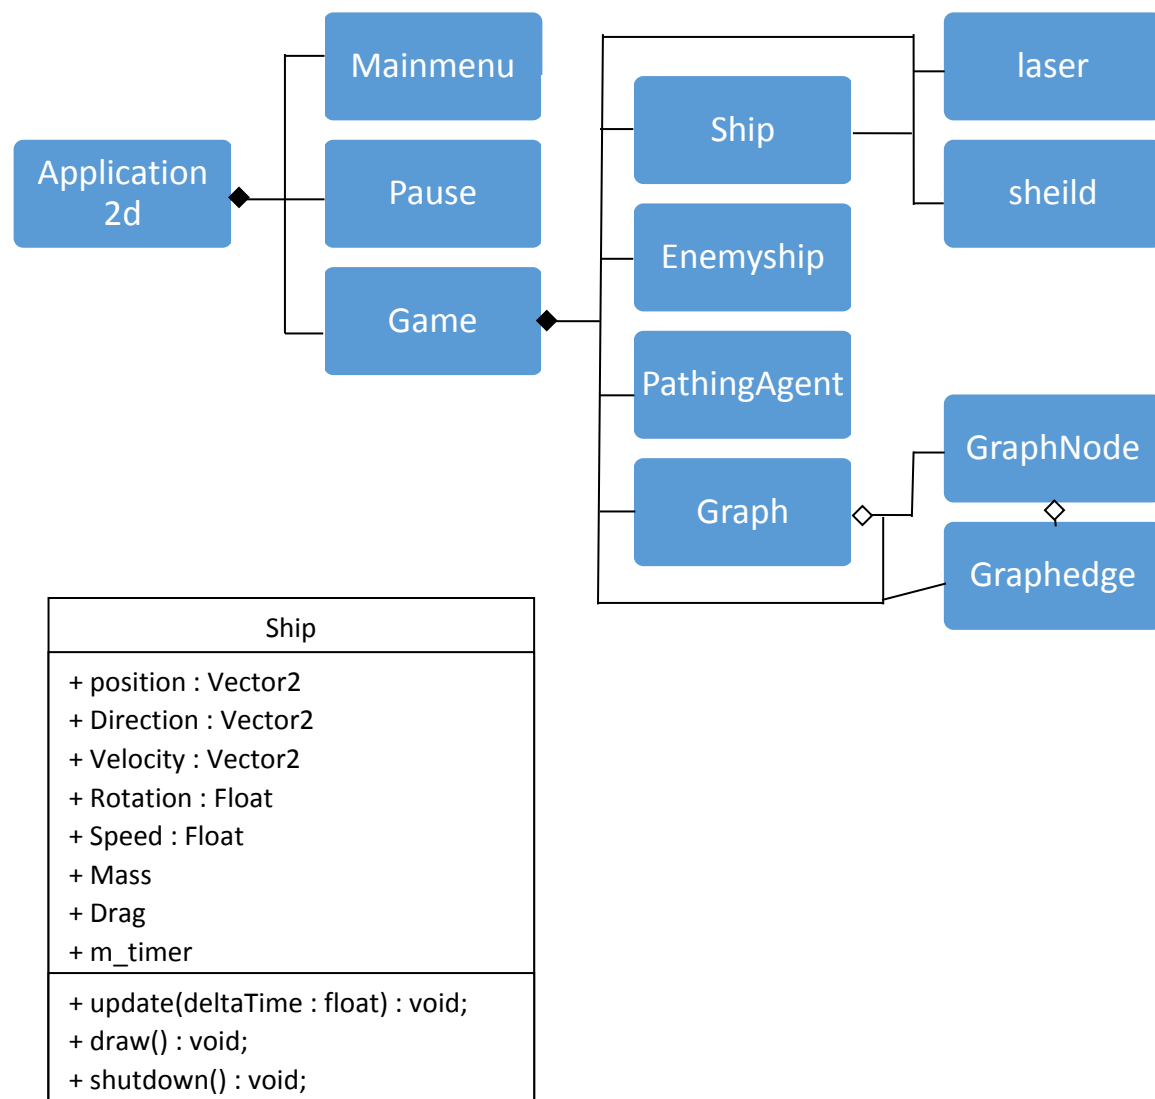 Application
2d
Mainmenu
Pause
Game
Ship
Enemyship
PathingAgent
Graph
laser
sheild
GraphNode
Graphedge
Ship
+ position : Vector2
+ Direction : Vector2
+ Velocity : Vector2
+ Rotation : Float
+ Speed : Float
+ Mass
+ Drag
+ m_timer
+ update(deltaTime : float) : void;
+ draw() : void;
+ shutdown() : void;